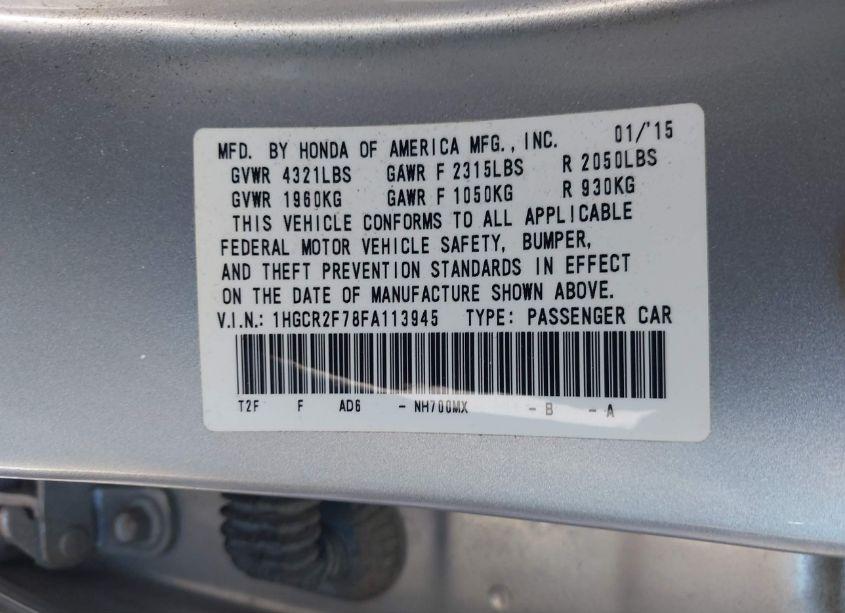 MFD. BY HONDA OF AMERICA MFG., INC. 01/'15
GVWR 4321LBS GAWR F 2315LBS R 2050LBS
GVWR 1960KG GAWR F 1050KG R 930KG
THIS VEHICLE CONFORMS TO ALL APPLICABLE
FEDERAL MOTOR VEHICLE SAFETY, BUMPER,
AND THEFT PREVENTION STANDARDS IN EFFECT
ON THE DATE OF MANUFACTURE SHOWN ABOVE.
V.I.N.: 1HGCR2F78FA113945 TYPE: PASSENGER CAR
T2F F AD6 - NH700MX - B - A